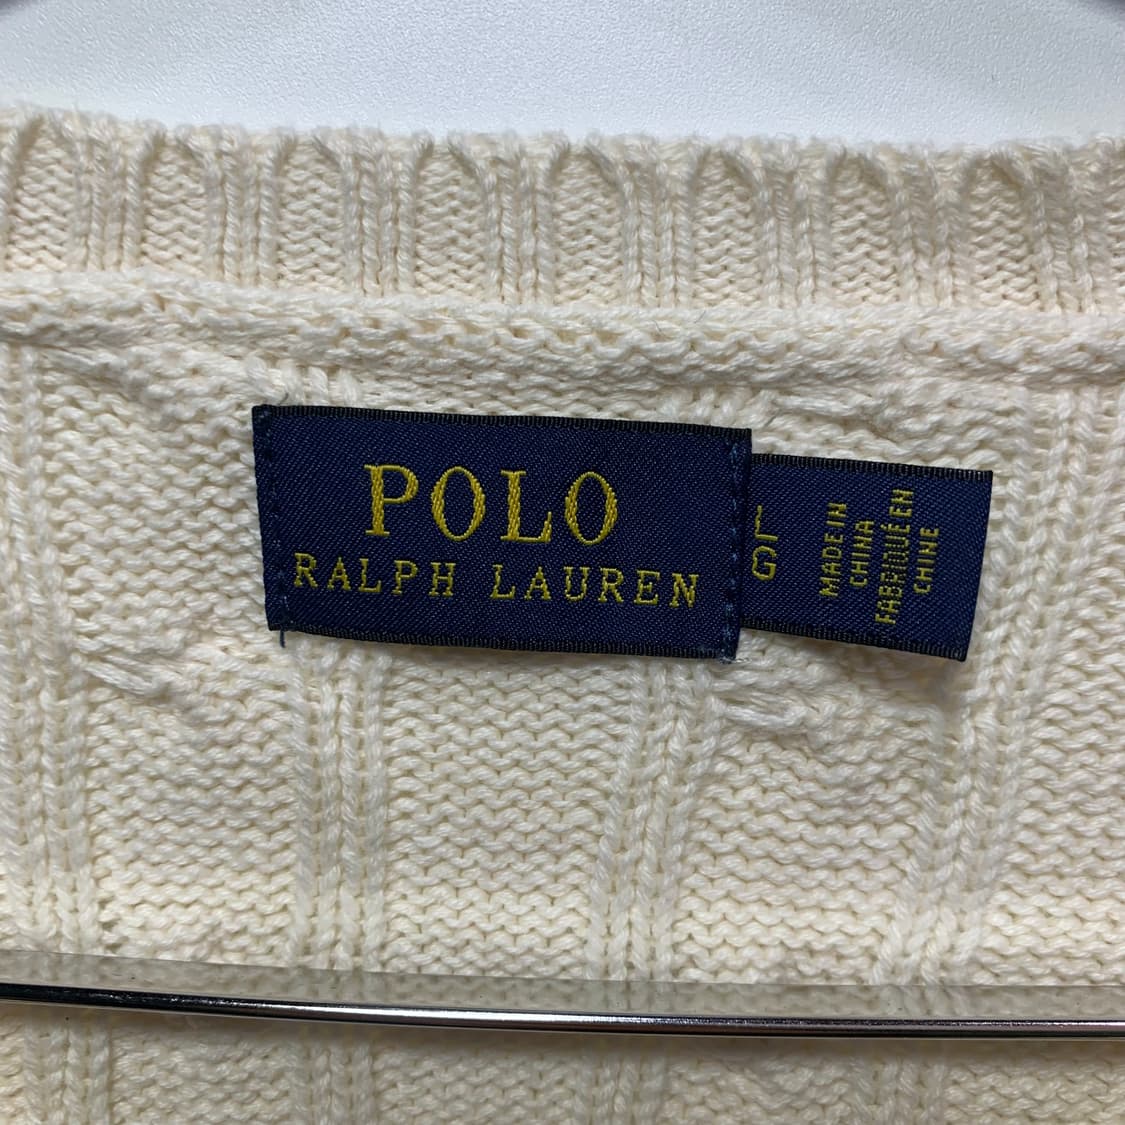 POLO
RALPH LAUREN
L
G
MADE IN
CHINA
FABRIQUÉ EN
CHINE